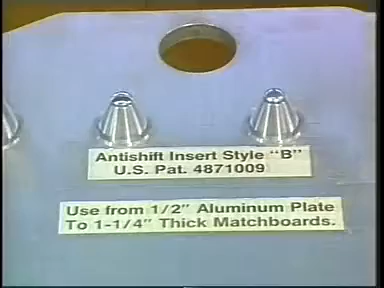 Antishift Insert Style "B"
U.S. Pat. 4871009
Use from 1/2" Aluminum Plate
To 1-1/4" Thick Matchboards.